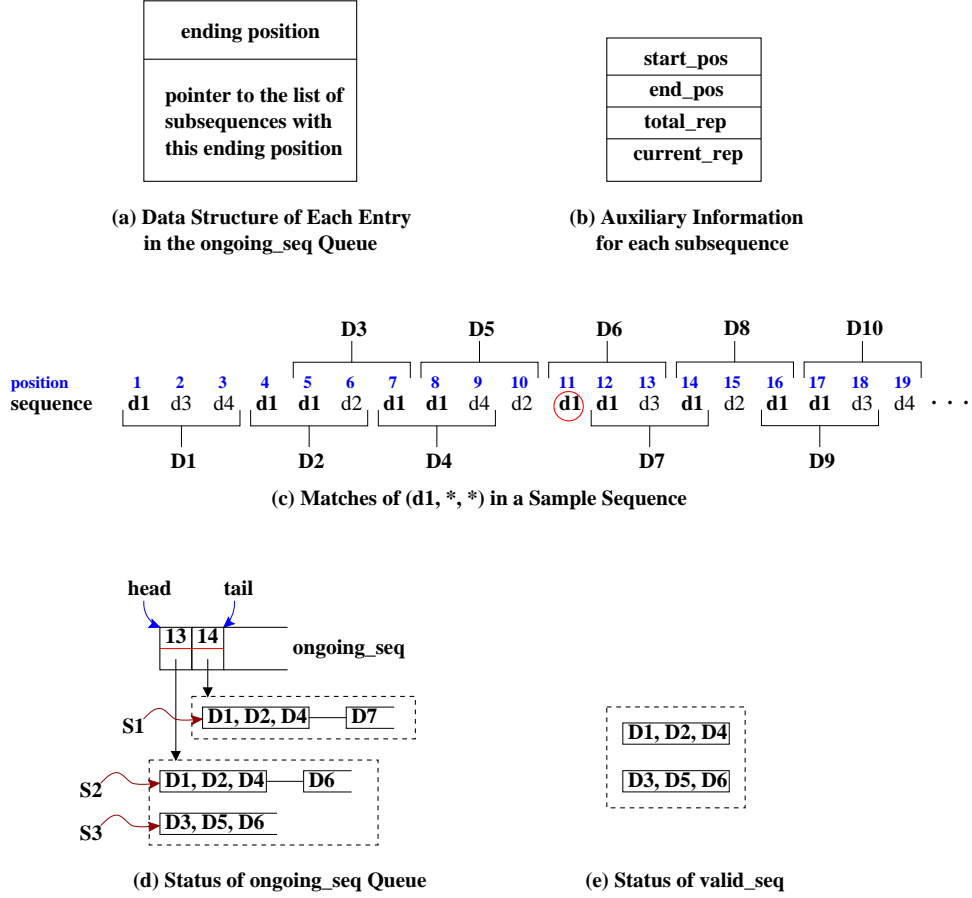 ending position
pointer to the list of
subsequences with
this ending position
start_pos
end_pos
total_rep
current_rep
(a) Data Structure of Each Entry
in the ongoing_seq Queue
(b) Auxiliary Information
for each subsequence
D3 D5 D6 D8 D10
position 1 2 3 4 5 6 7 8 9 10 11 12 13 14 15 16 17 18 19
sequence d1 d3 d4 d1 d1 d2 d1 d1 d4 d2 d1 d1 d3 d1 d2 d1 d1 d3 d4 . . .
D1 D2 D4 D7 D9
(c) Matches of (d1, *, *) in a Sample Sequence
head tail
13 14 ongoing_seq
S1 D1, D2, D4 D7
S2 D1, D2, D4 D6
S3 D3, D5, D6
D1, D2, D4
D3, D5, D6
(d) Status of ongoing_seq Queue
(e) Status of valid_seq